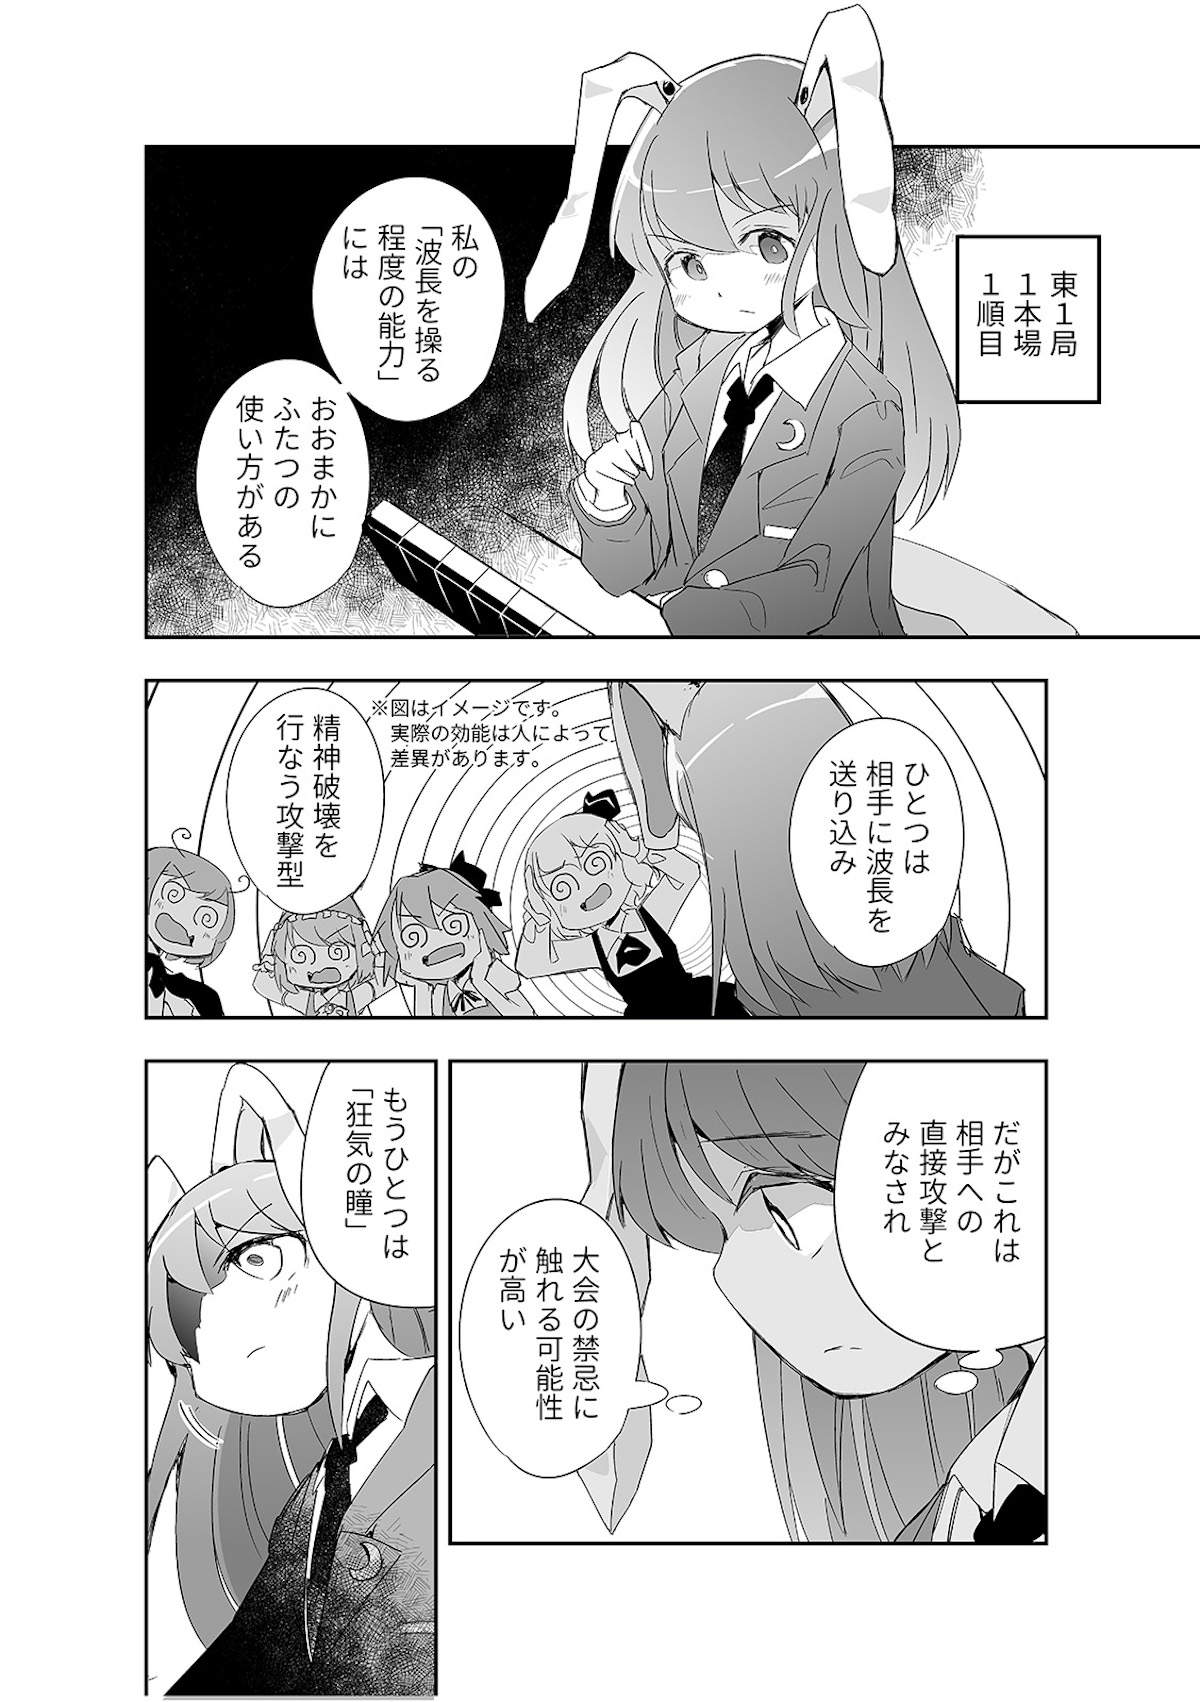 東１局
１本場
１順目
私の
「波長を操る
程度の能力」
には
おおまかに
ふたつの
使い方がある
ひとつは
相手に波長を
送り込み
※図はイメージです。
実際の効能は人によって
差異があります。
精神破壊を
行なう攻撃型
だがこれは
相手への
直接攻撃と
みなされ
大会の禁忌に
触れる可能性
が高い
もうひとつは
「狂気の瞳」